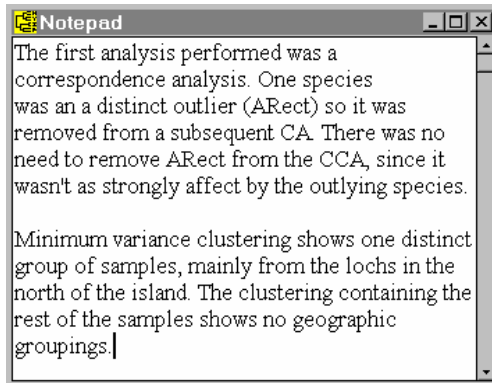 Notepad
The first analysis performed was a
correspondence analysis. One species
was an a distinct outlier (ARect) so it was
removed from a subsequent CA. There was no
need to remove ARect from the CCA, since it
wasn't as strongly affect by the outlying species.
Minimum variance clustering shows one distinct
group of samples, mainly from the lochs in the
north of the island. The clustering containing the
rest of the samples shows no geographic
groupings.